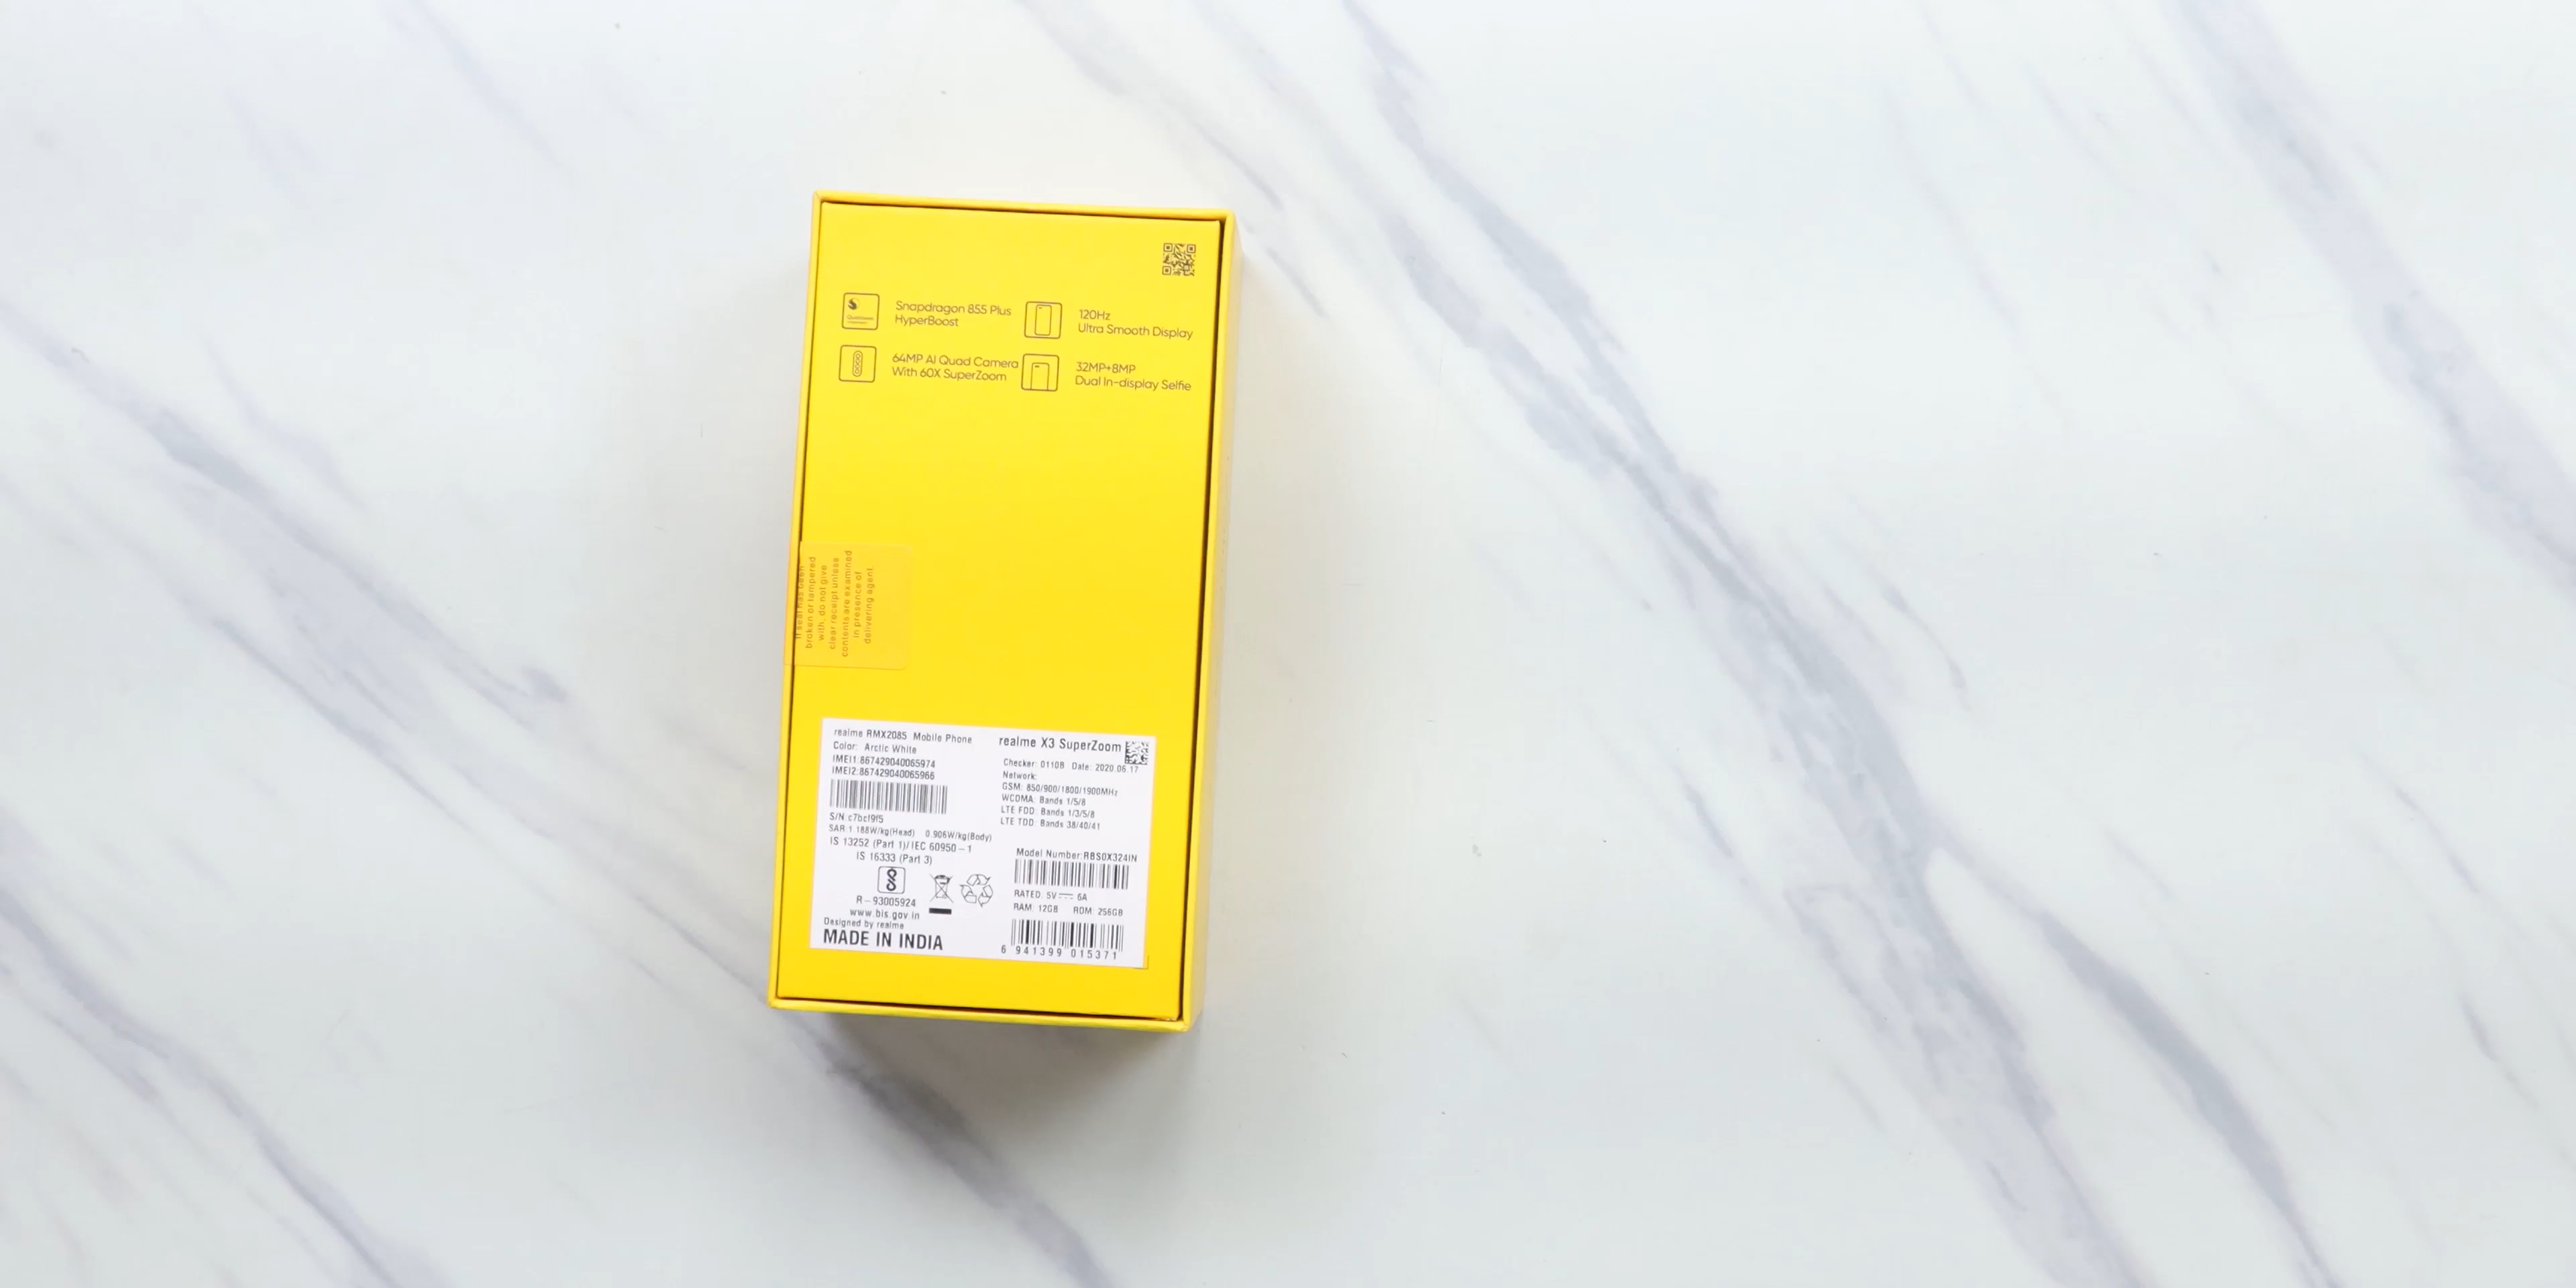 Snapdragon 855 Plus
HyperBoost
120Hz
Ultra Smooth Display
64MP AI Quad Camera
With 60X SuperZoom
32MP+8MP
Dual In-display Selfie
If seal has been
broken or tampered
with, do not give
clear receipt unless
contents are examined
in presence of
delivering agent.
realme RMX2085 Mobile Phone
Color: Arctic White
IMEI1:867429040065974
IMEI2:867429040065966
S/N:c7bcf9f5
SAR:1.188W/kg(Head) 0.906W/kg(Body)
IS 13252 (Part 1)/IEC 60950-1
IS 16333 (Part 3)
R-93005924
www.bis.gov.in
Designed by realme
MADE IN INDIA
realme X3 SuperZoom
Checker: 01108 Date: 2020.06.17
Network:
GSM: 850/900/1800/1900MHz
WCDMA: Bands 1/5/8
LTE FDD: Bands 1/3/5/8
LTE TDD: Bands 38/40/41
Model Number:RBS0X324IN
RATED: 5V 6A
RAM: 12GB ROM: 256GB
6 941399 015371